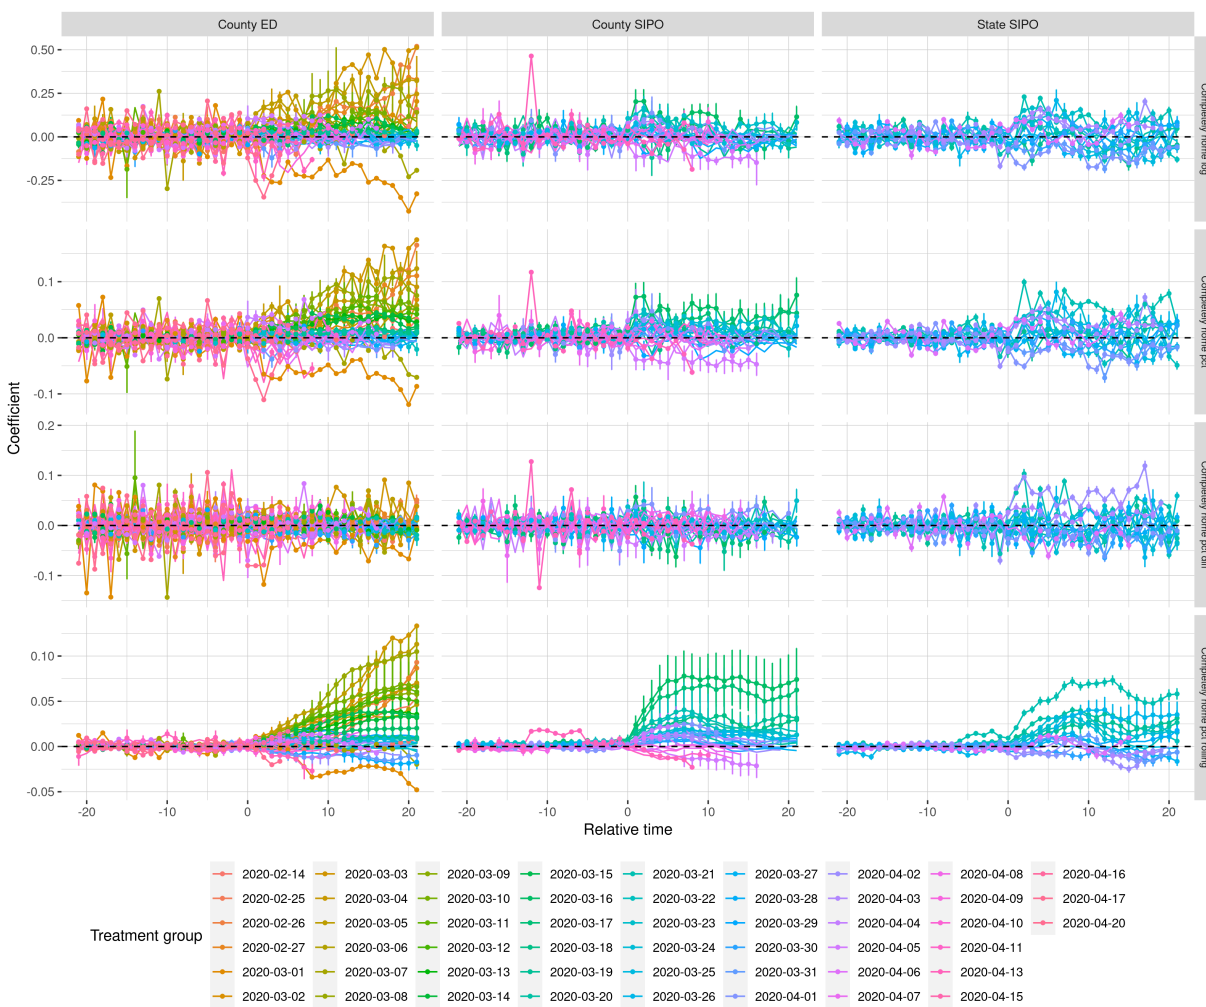 County ED
County SIPO
State SIPO
0.50
0.25
0.00
-0.25
Completely home log
0.1
0.0
-0.1
Completely home pct
0.2
0.1
0.0
-0.1
Completely home pct diff
0.10
0.05
0.00
-0.05
Completely home pct rolling
Coefficient
-20 -10 0 10 20 -20 -10 0 10 20 -20 -10 0 10 20
Relative time
Treatment group
2020-02-14 2020-03-03 2020-03-09 2020-03-15 2020-03-21 2020-03-27 2020-04-02 2020-04-08 2020-04-16
2020-02-25 2020-03-04 2020-03-10 2020-03-16 2020-03-22 2020-03-28 2020-04-03 2020-04-09 2020-04-17
2020-02-26 2020-03-05 2020-03-11 2020-03-17 2020-03-23 2020-03-29 2020-04-04 2020-04-10 2020-04-20
2020-02-27 2020-03-06 2020-03-12 2020-03-18 2020-03-24 2020-03-30 2020-04-05 2020-04-11
2020-03-01 2020-03-07 2020-03-13 2020-03-19 2020-03-25 2020-03-31 2020-04-06 2020-04-13
2020-03-02 2020-03-08 2020-03-14 2020-03-20 2020-03-26 2020-04-01 2020-04-07 2020-04-15